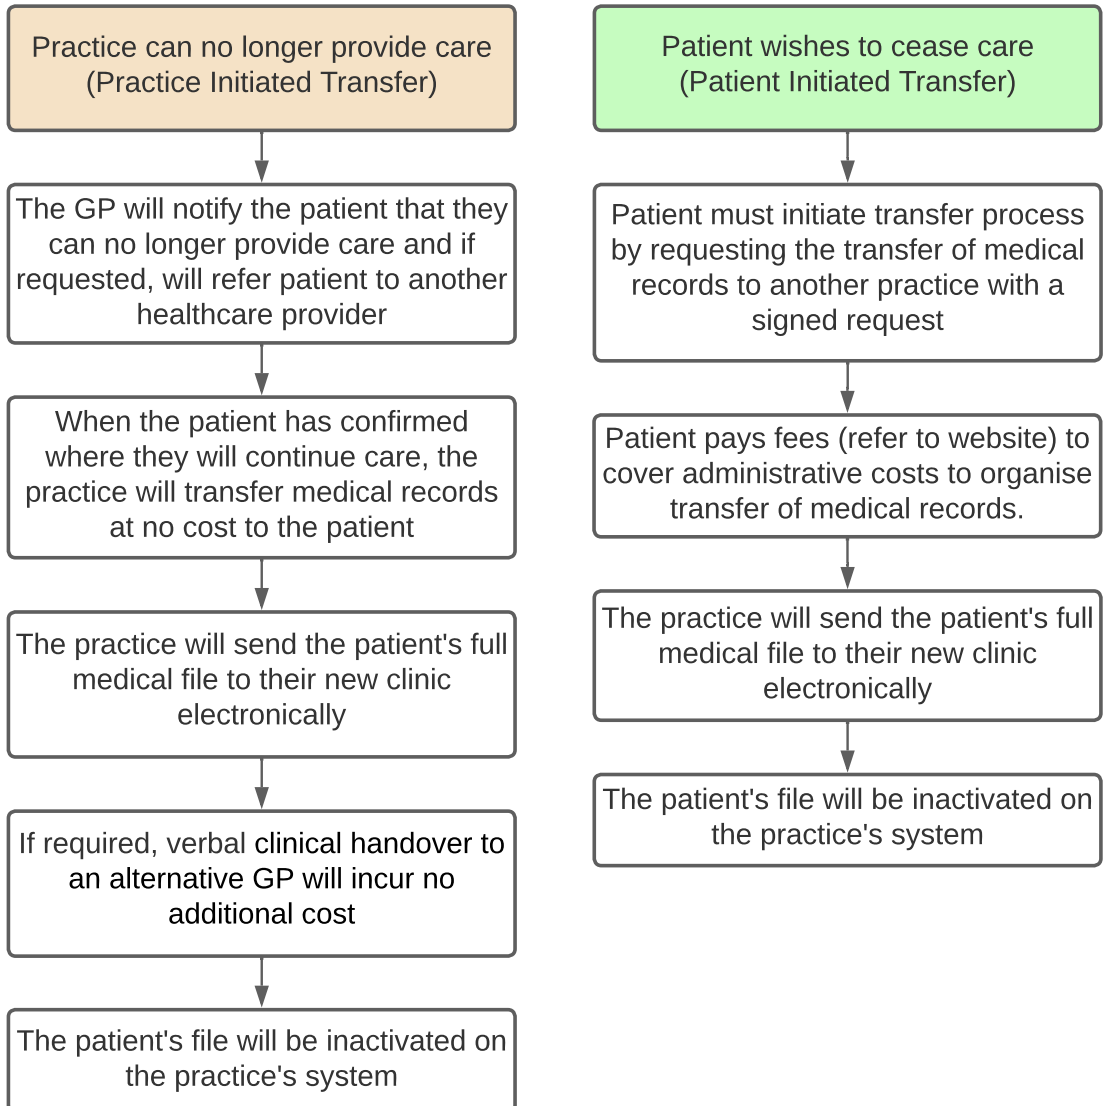 Practice can no longer provide care
(Practice Initiated Transfer)
The GP will notify the patient that they
can no longer provide care and if
requested, will refer patient to another
healthcare provider
When the patient has confirmed
where they will continue care, the
practice will transfer medical records
at no cost to the patient
The practice will send the patient's full
medical file to their new clinic
electronically
If required, verbal clinical handover to
an alternative GP will incur no
additional cost
The patient's file will be inactivated on
the practice's system
Patient wishes to cease care
(Patient Initiated Transfer)
Patient must initiate transfer process
by requesting the transfer of medical
records to another practice with a
signed request
Patient pays fees (refer to website) to
cover administrative costs to organise
transfer of medical records.
The practice will send the patient's full
medical file to their new clinic
electronically
The patient's file will be inactivated on
the practice's system